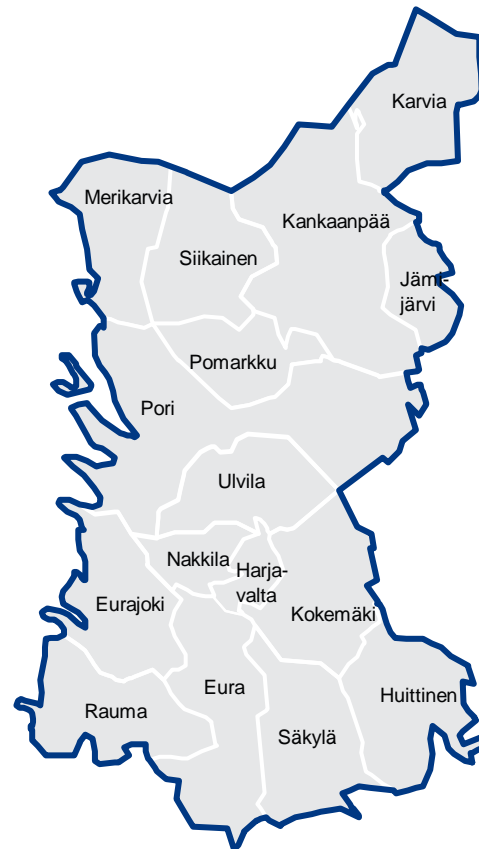 Karvia
Merikarvia
Kankaanpää
Siikainen
Jämi-
järvi
Pomarkku
Pori
Ulvila
Nakkila
Harja-
valta
Eurajoki
Kokemäki
Eura
Huittinen
Rauma
Säkylä